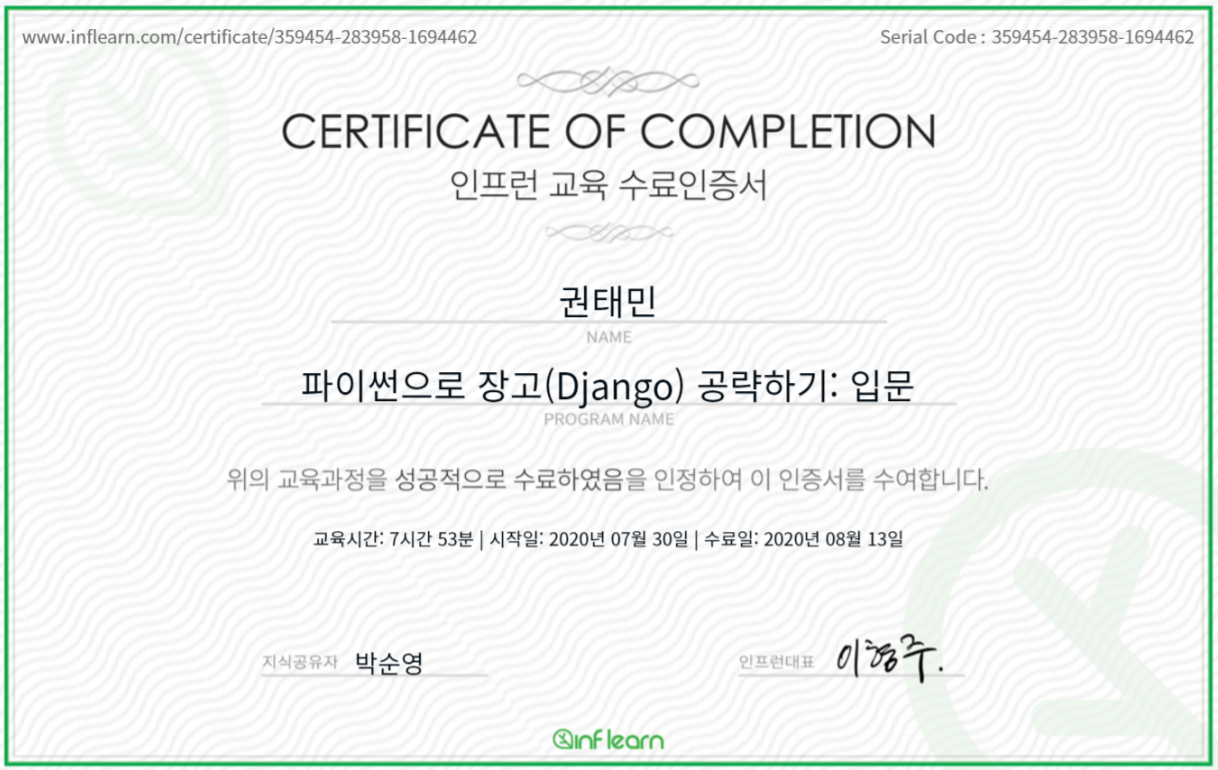 www.inflearn.com/certificate/359454-283958-1694462
Serial Code : 359454-283958-1694462
CERTIFICATE OF COMPLETION
인프런 교육 수료인증서
권태민
NAME
파이썬으로 장고(Django) 공략하기: 입문
PROGRAM NAME
위의 교육과정을 성공적으로 수료하였음을 인정하여 이 인증서를 수여합니다.
교육시간: 7시간 53분 | 시작일: 2020년 07월 30일 | 수료일: 2020년 08월 13일
지식공유자 박순영
인프런대표 이형주.
inflearn